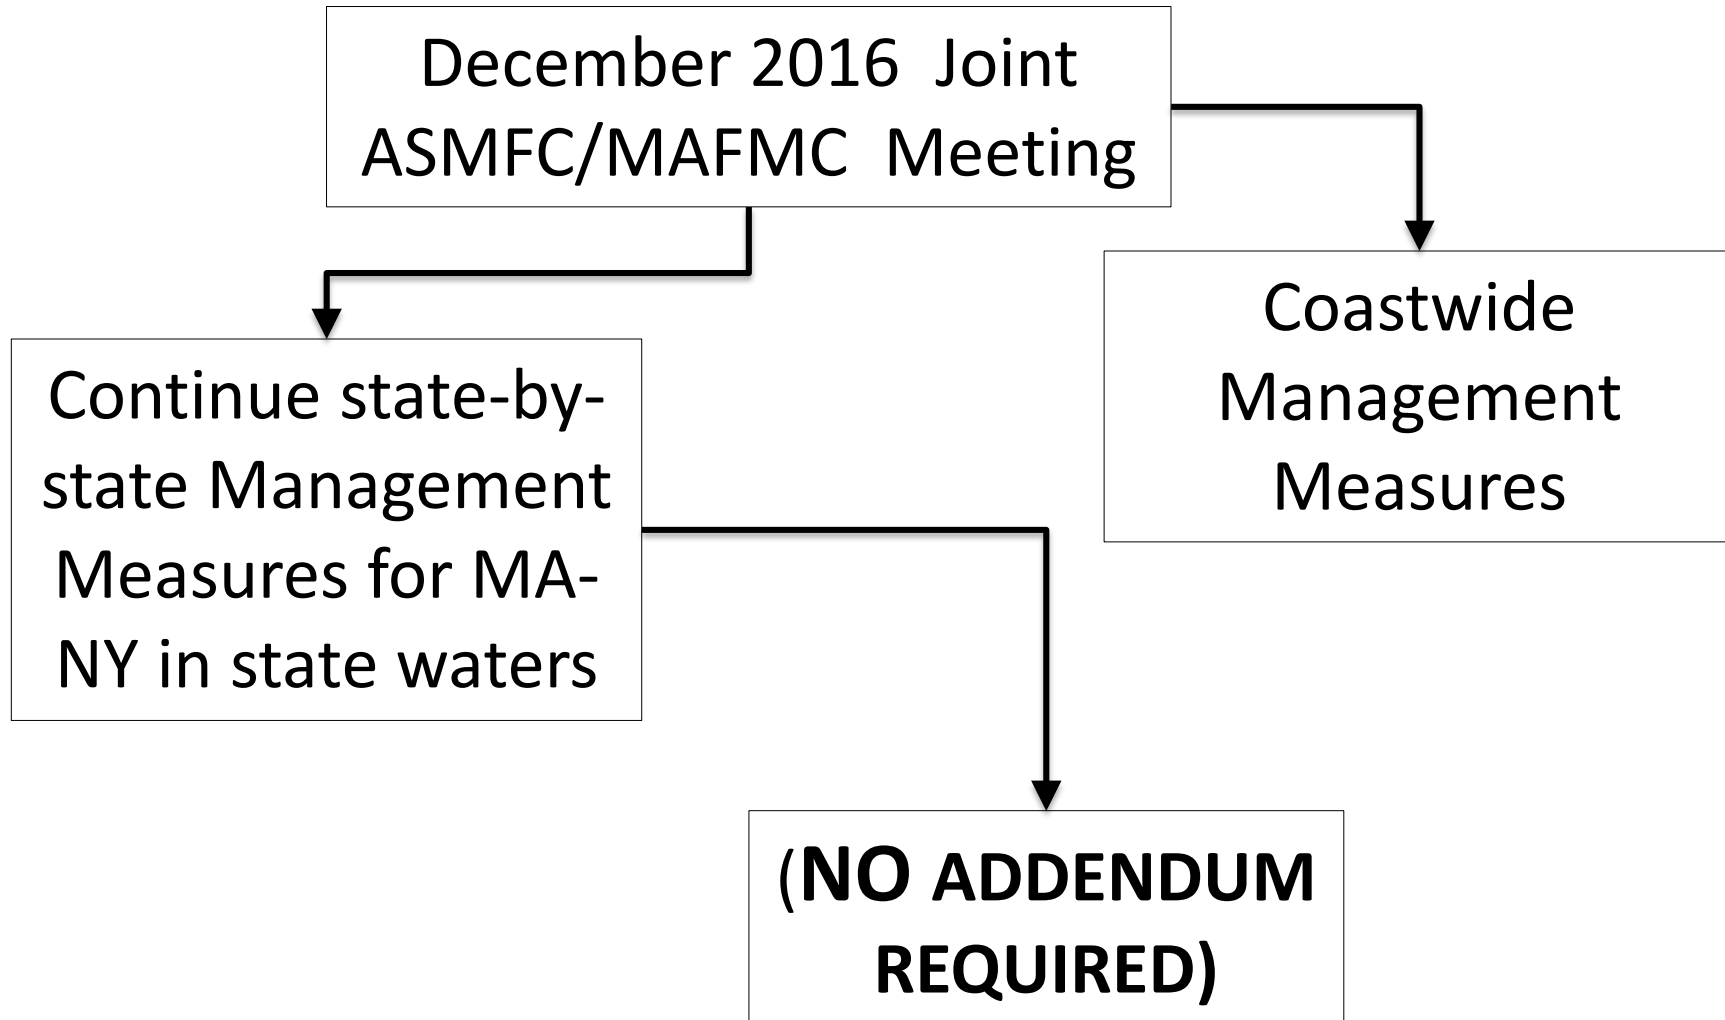 December 2016 Joint
ASMFC/MAFMC Meeting
Coastwide
Management
Measures
Continue state-by-
state Management
Measures for MA-
NY in state waters
(NO ADDENDUM
REQUIRED)